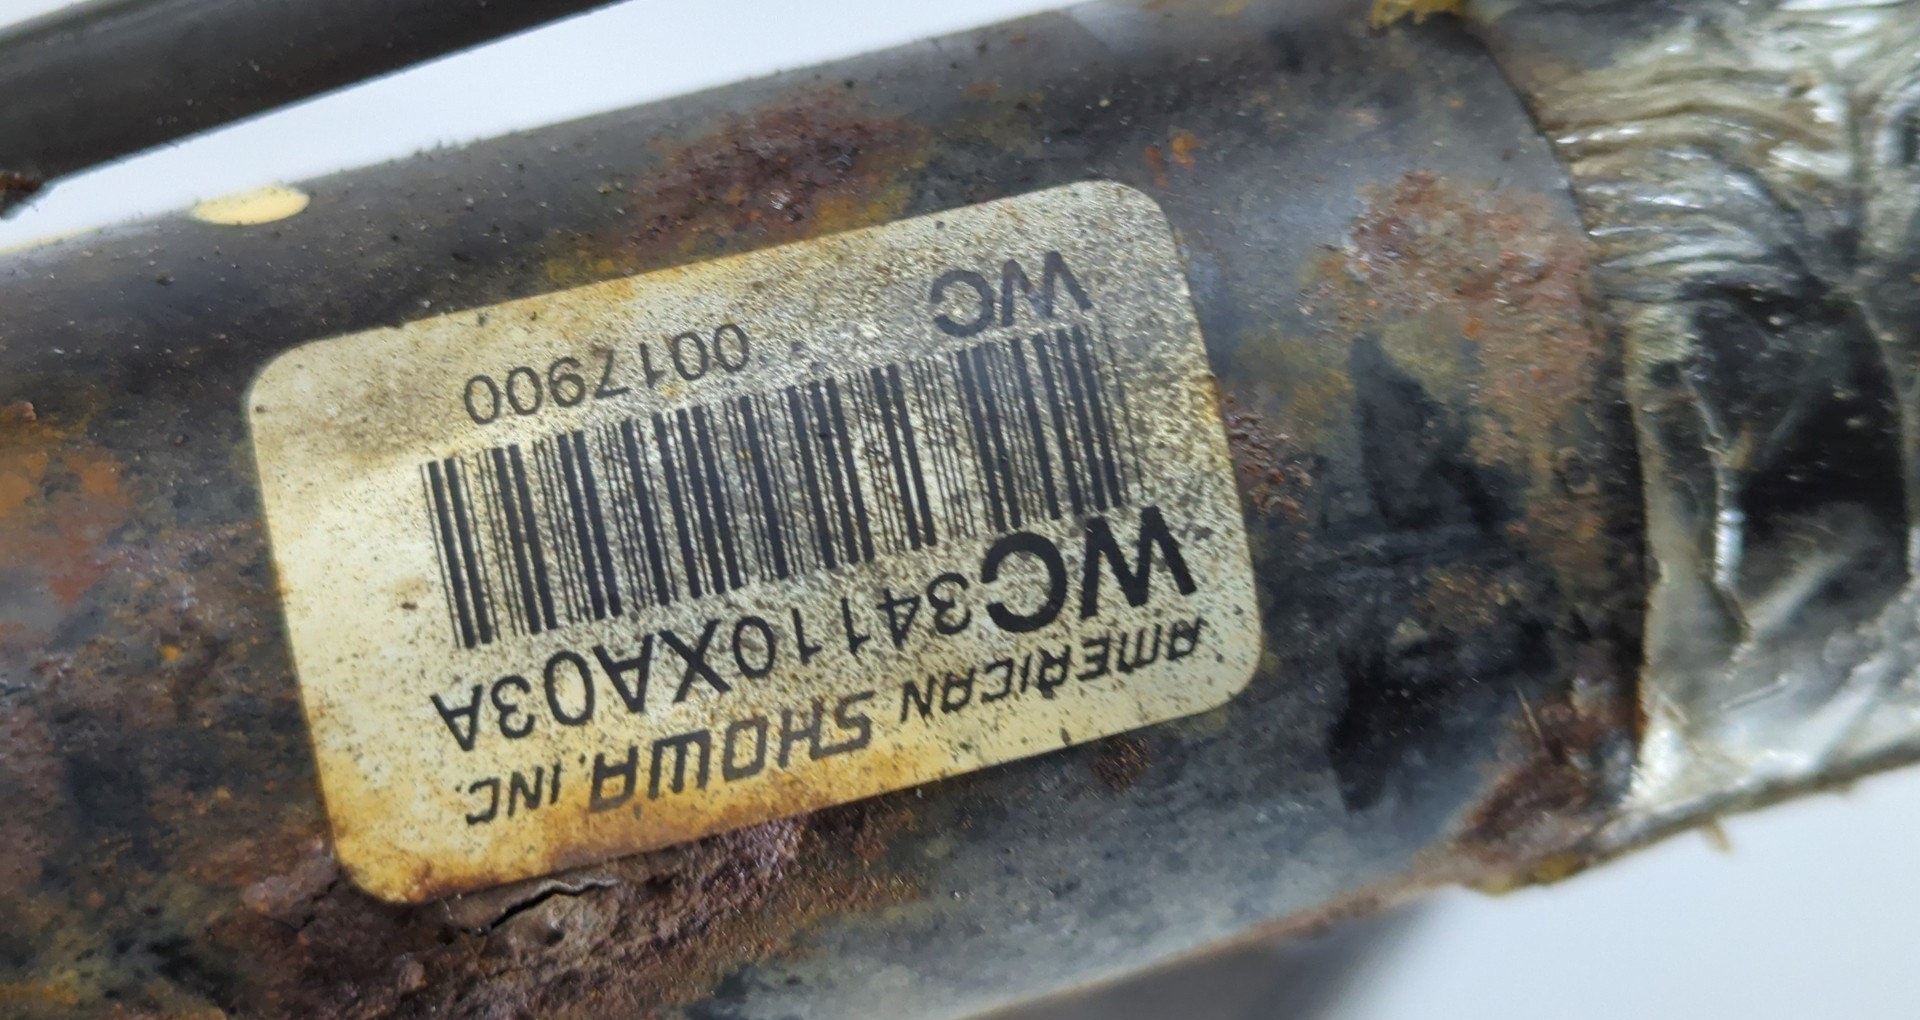 AMERICAN SHOWA, INC.
WC34110XA03A
WC 0017900